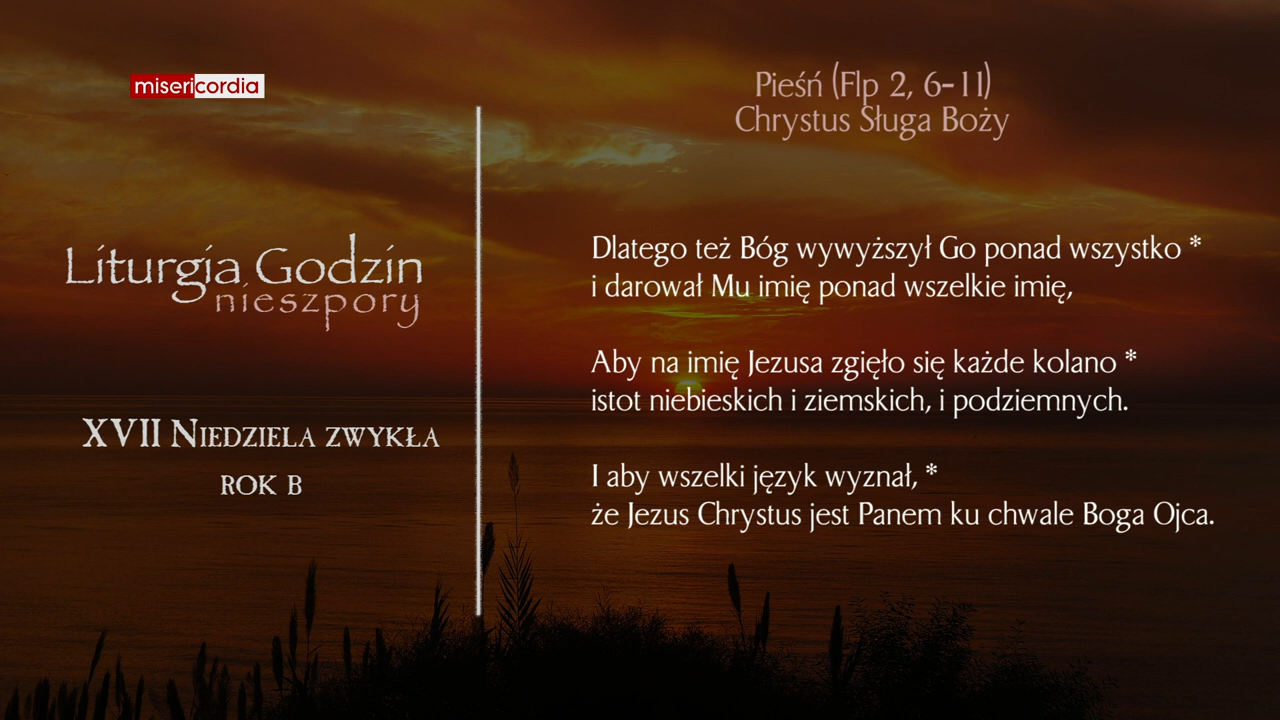 misericordia
Liturgia Godzin
nieszpory
XVII Niedziela zwykła
rok B
Pieśń (Flp 2, 6-11)
Chrystus Sługa Boży
Dlatego też Bóg wywyższył Go ponad wszystko *
i darował Mu imię ponad wszelkie imię,
Aby na imię Jezusa zgięło się każde kolano *
istot niebieskich i ziemskich, i podziemnych.
I aby wszelki język wyznał, *
że Jezus Chrystus jest Panem ku chwale Boga Ojca.